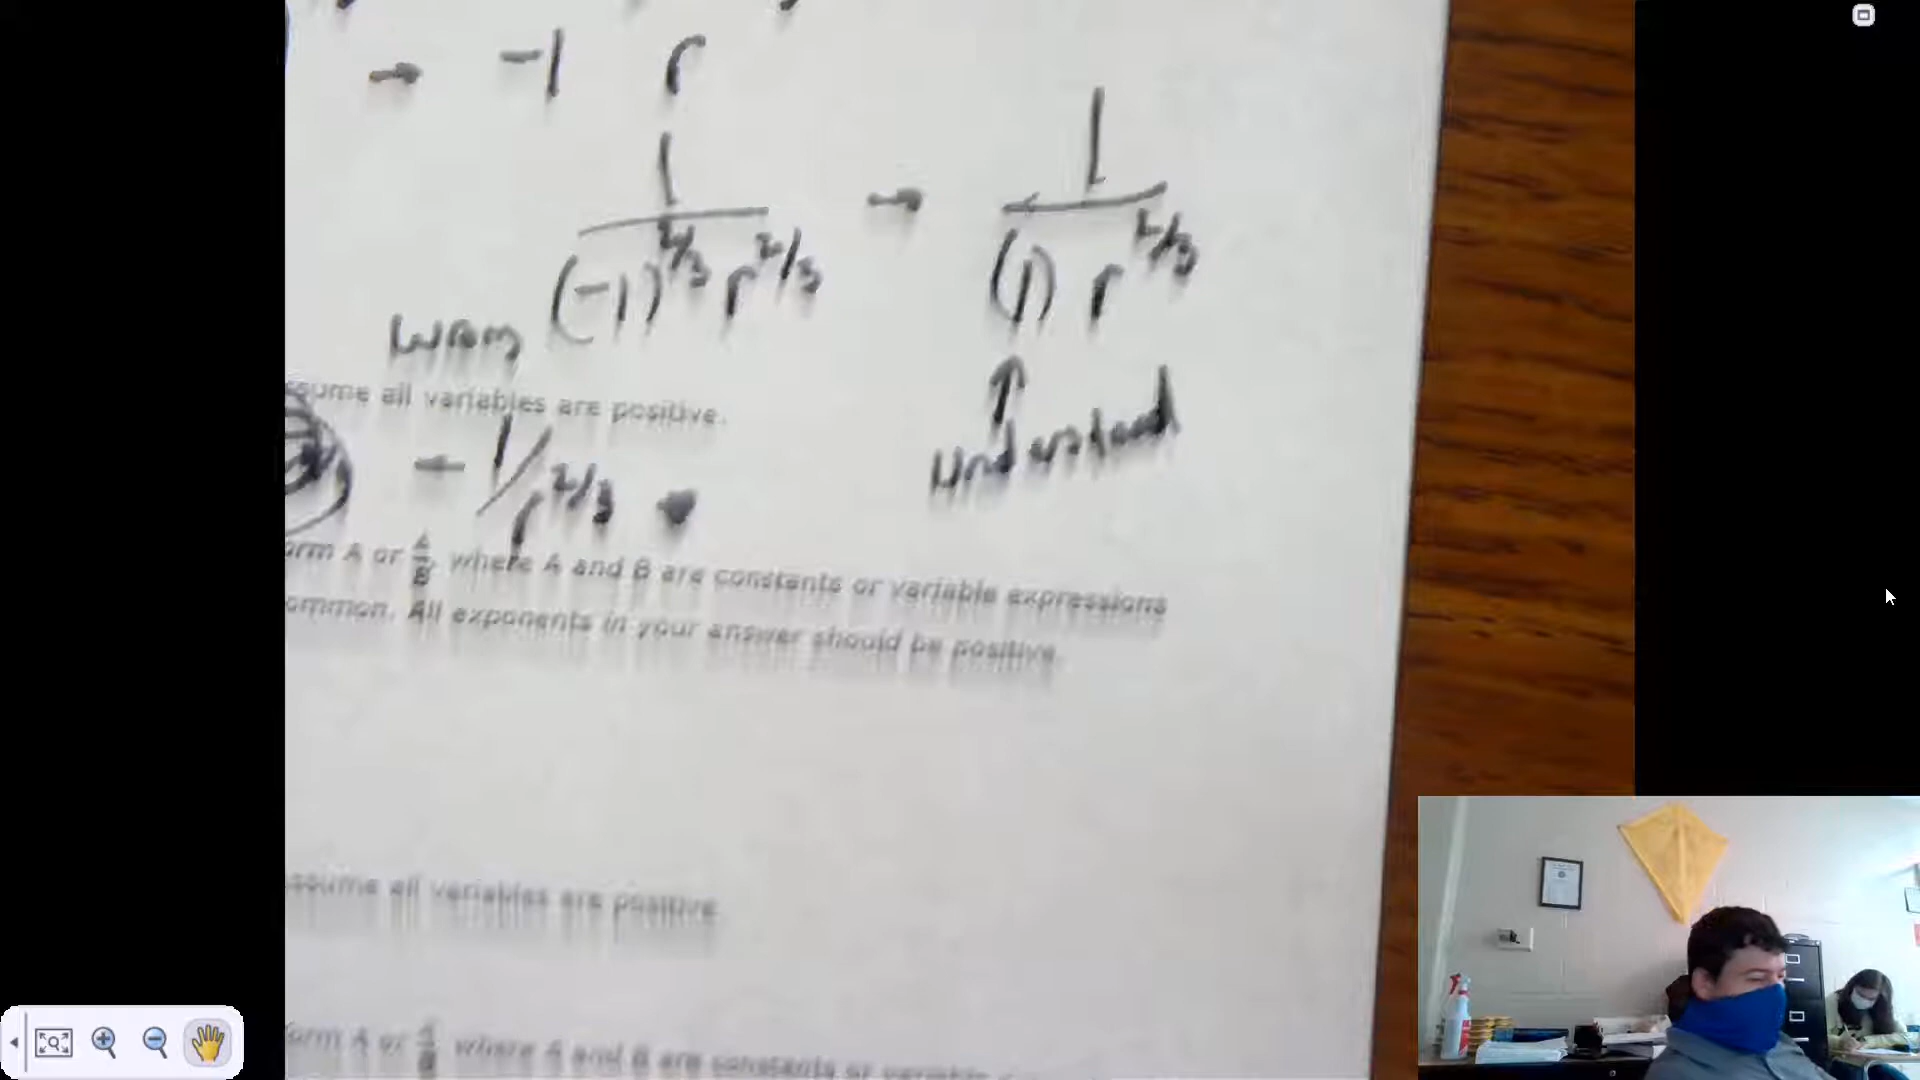 → -1 r
1 / (-1)^2/3 r^2/3 → 1 / (1) r^2/3
Wrong
↑
Understood
ssume all variables are positive.
- 1/r^2/3
orm A or A/B, where A and B are constants or variable expressions
ommon. All exponents in your answer should be positive.
ssume all variables are positive.
orm A or A/B where A and B are constants or variable